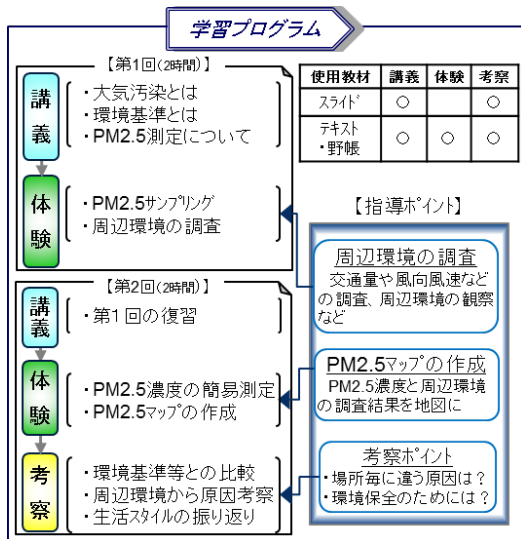 学習プログラム
【第1回(2時間)】
講義
・大気汚染とは
・環境基準とは
・PM2.5測定について
体験
・PM2.5サンプリング
・周辺環境の調査
使用教材 講義 体験 考察
スライド ○ ○
テキスト
・野帳 ○ ○ ○
【指導ポイント】
周辺環境の調査
交通量や風向風速など
の調査、周辺環境の観察
など
【第2回(2時間)】
講義
・第1回の復習
体験
・PM2.5濃度の簡易測定
・PM2.5マップの作成
PM2.5マップの作成
PM2.5濃度と周辺環境
の調査結果を地図に
考察
・環境基準等との比較
・周辺環境から原因考察
・生活スタイルの振り返り
考察ポイント
・場所毎に違う原因は?
・環境保全のためには?